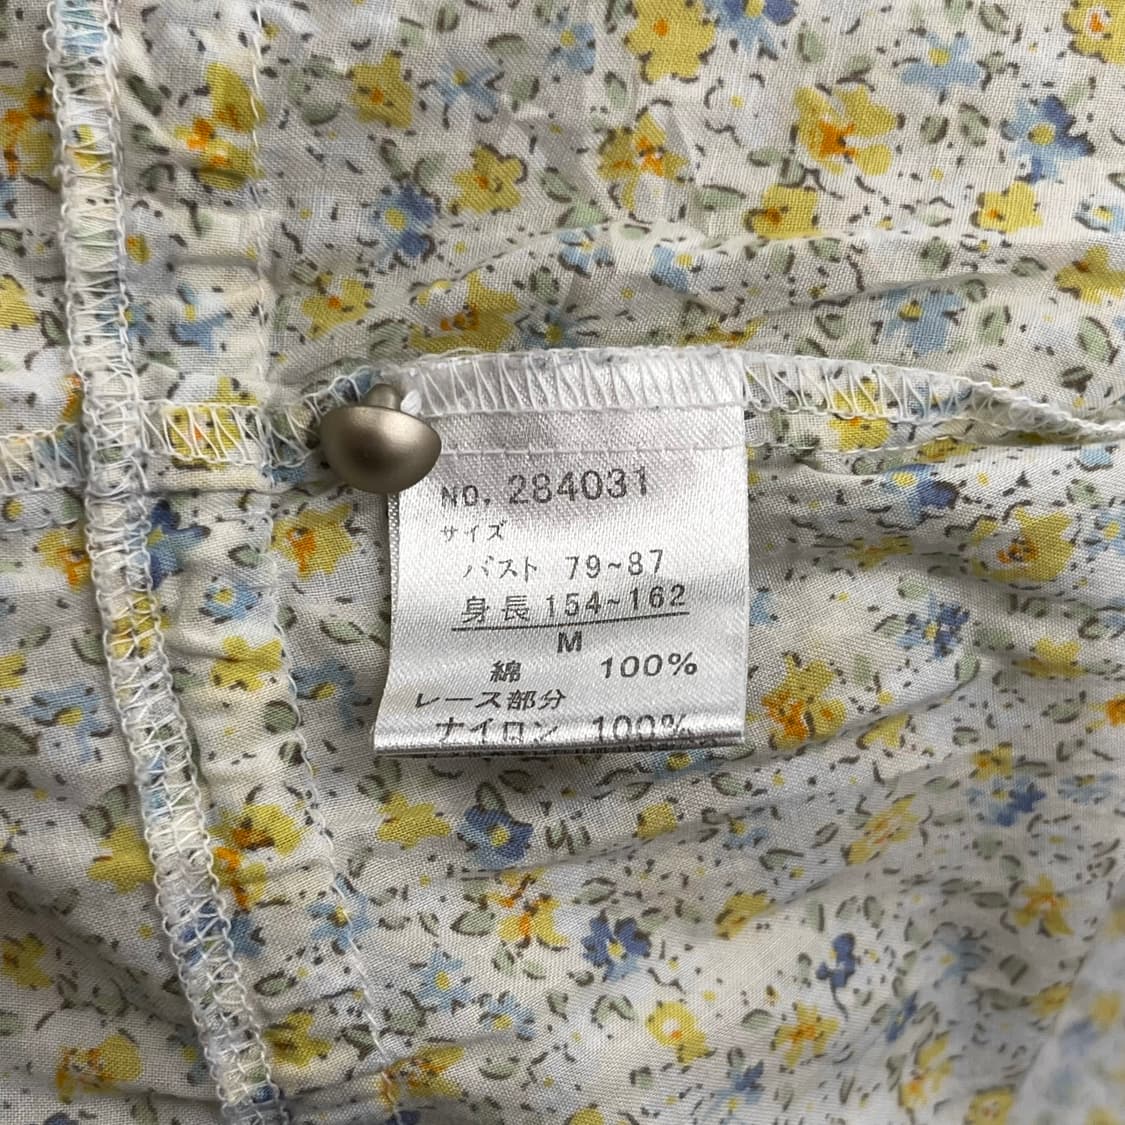 NO. 284031
サイズ
バスト 79~87
身長 154~162
M
綿 100%
レース部分
ナイロン 100%